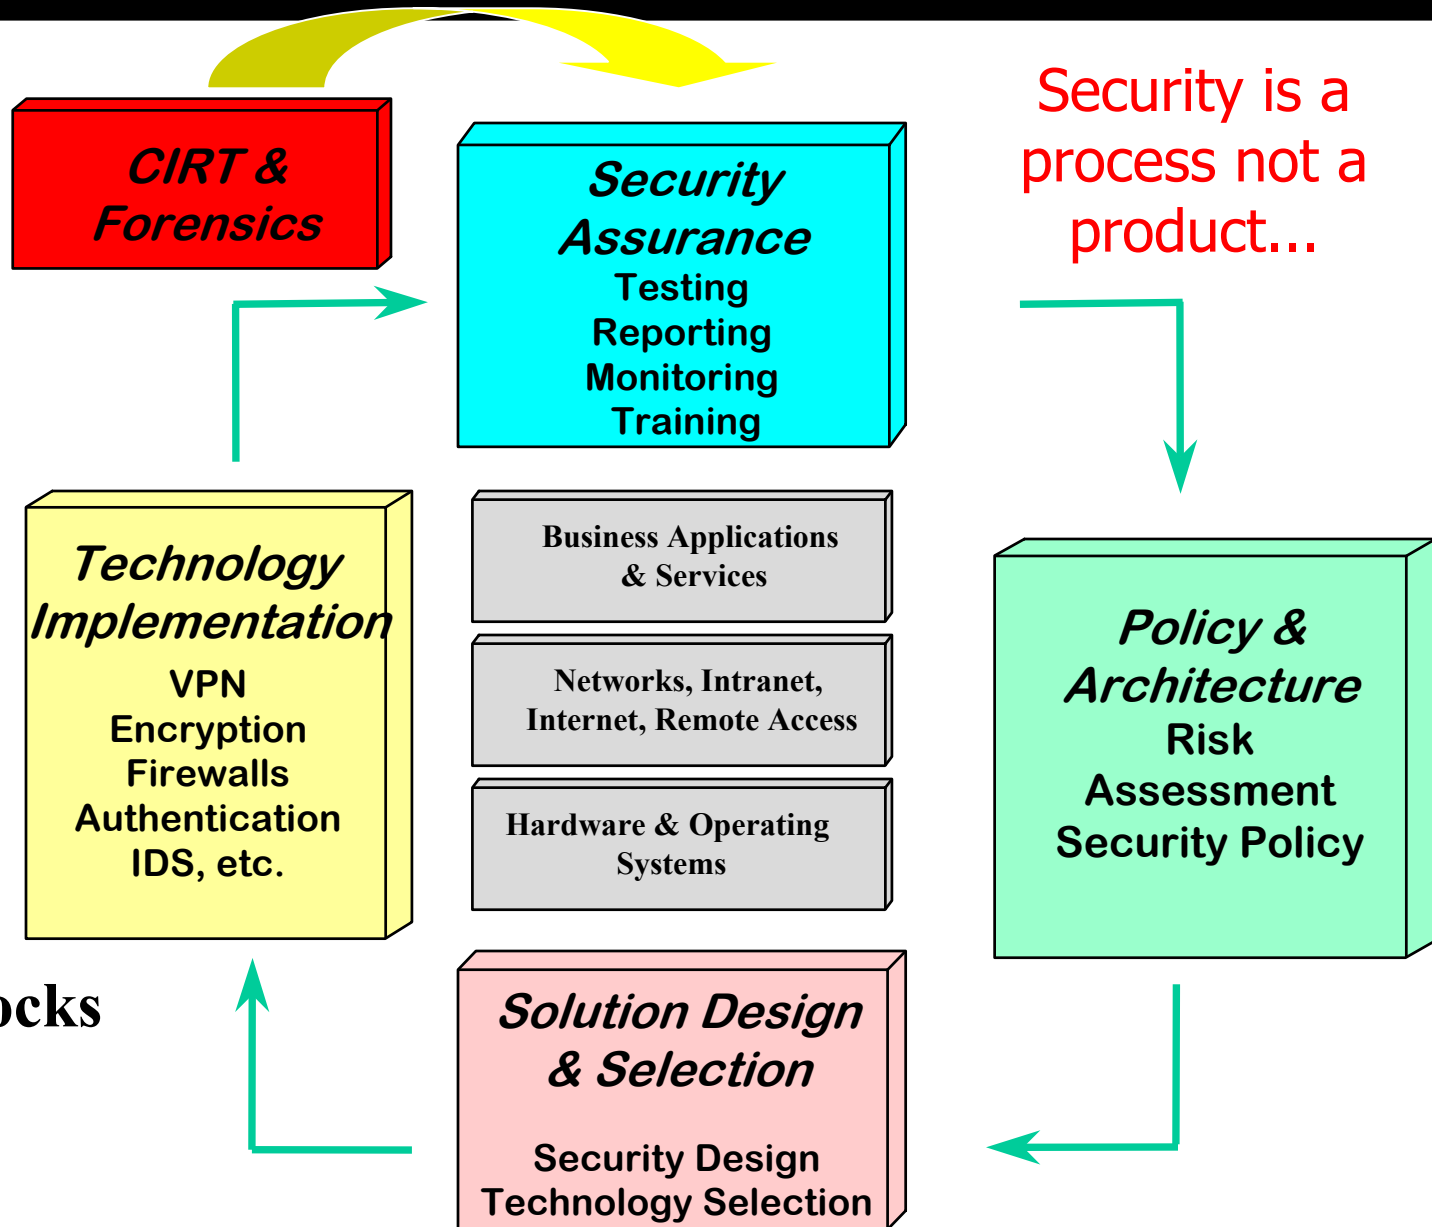 CIRT &
Forensics
Security
Assurance
Testing
Reporting
Monitoring
Training
Security is a
process not a
product...
Technology
Implementation
VPN
Encryption
Firewalls
Authentication
IDS, etc.
Business Applications
& Services
Networks, Intranet,
Internet, Remote Access
Hardware & Operating
Systems
Policy &
Architecture
Risk
Assessment
Security Policy
ocks
Solution Design
& Selection
Security Design
Technology Selection